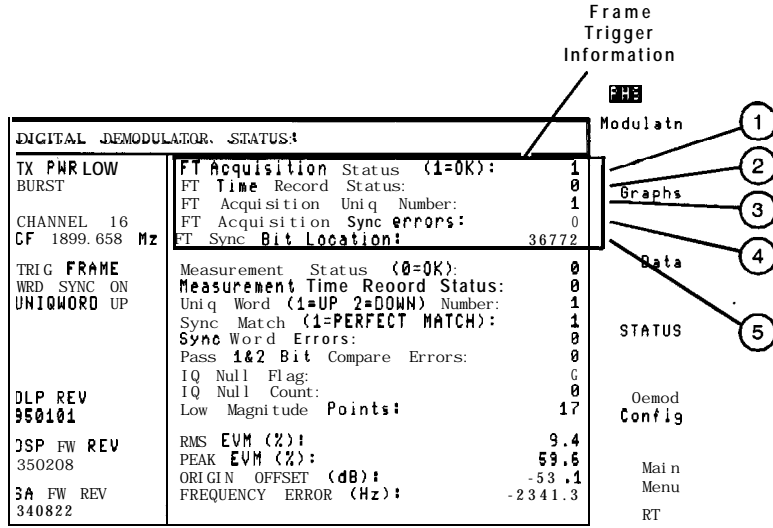 Frame
Trigger
Information
PHS
Modulatn
DIGITAL DEMODULATOR STATUS:
TX PWR LOW
BURST
CHANNEL 16
CF 1899.658 Mz
TRIG FRAME
WRD SYNC ON
UNIQWORD UP
DLP REV
950101
DSP FW REV
350208
SA FW REV
340822
FT Acquisition Status (1=OK): 1
FT Time Record Status: 0
FT Acquisition Uniq Number: 1
FT Acquisition Sync errors: 0
FT Sync Bit Location: 36772
Measurement Status (0=OK): 0
Measurement Time Reoord Status: 0
Uniq Word (1=UP 2=DOWN) Number: 1
Sync Match (1=PERFECT MATCH): 1
Sync Word Errors: 0
Pass 1&2 Bit Compare Errors: 0
IQ Null Flag: G
IQ Null Count: 0
Low Magnitude Points: 17
RMS EVM (%): 9.4
PEAK EVM (%): 59.6
ORIGIN OFFSET (dB): -53.1
FREQUENCY ERROR (Hz): -2341.3
Graphs
Data
STATUS
Oemod
Config
Main
Menu
RT
1
2
3
4
5